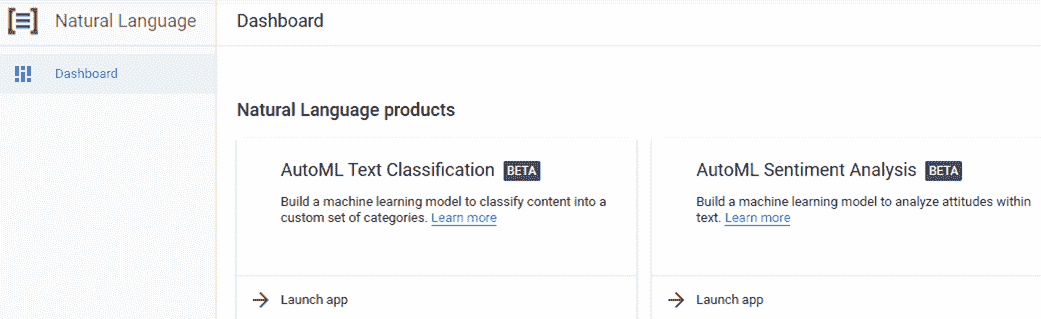 Natural Language
Dashboard
Dashboard
Natural Language products
AutoML Text Classification BETA
Build a machine learning model to classify content into a
custom set of categories. Learn more
Launch app
AutoML Sentiment Analysis BETA
Build a machine learning model to analyze attitudes within
text. Learn more
Launch app